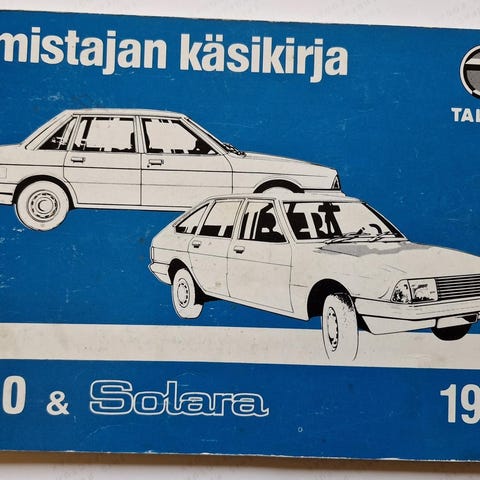 mistajan käsikirja
TAL
0 & Solara
19